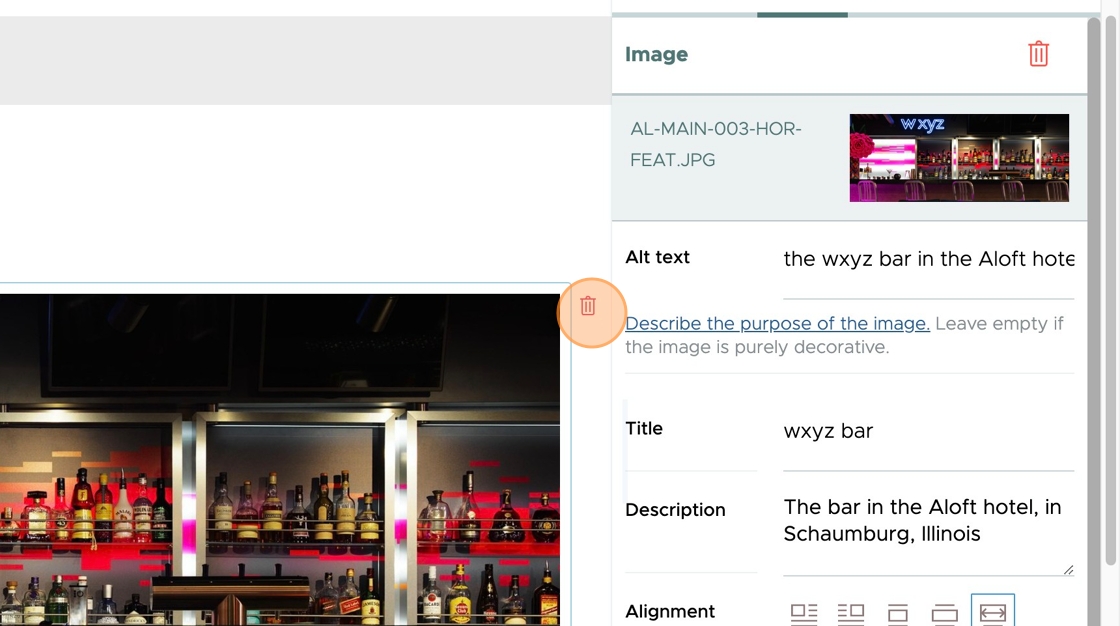 Image
AL-MAIN-003-HOR-
FEAT.JPG
wxyz
Alt text
the wxyz bar in the Aloft hote
Describe the purpose of the image. Leave empty if
the image is purely decorative.
Title
wxyz bar
Description
The bar in the Aloft hotel, in
Schaumburg, Illinois
Alignment